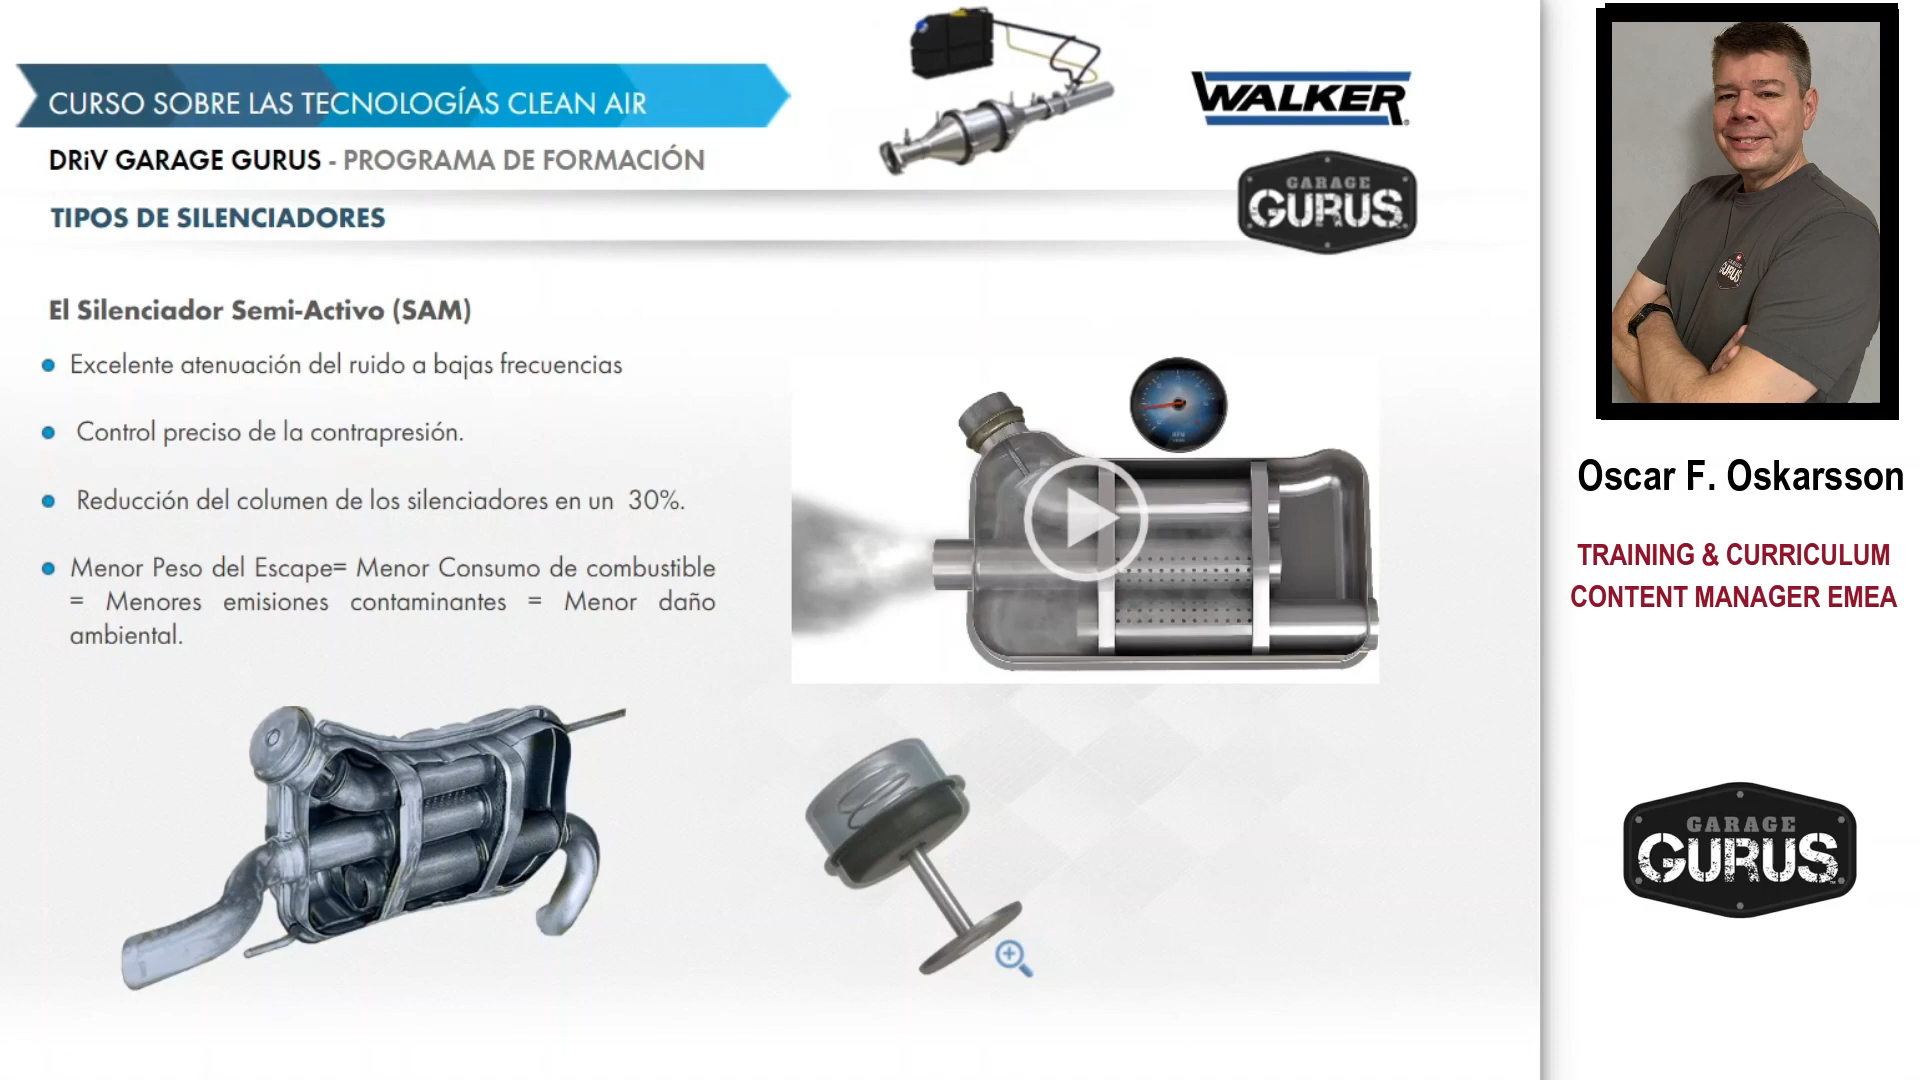 CURSO SOBRE LAS TECNOLOGÍAS CLEAN AIR
DRiV GARAGE GURUS - PROGRAMA DE FORMACIÓN
WALKER
GARAGE
GURUS
TIPOS DE SILENCIADORES
El Silenciador Semi-Activo (SAM)
Excelente atenuación del ruido a bajas frecuencias
Control preciso de la contrapresión.
Reducción del columen de los silenciadores en un 30%.
Menor Peso del Escape= Menor Consumo de combustible
= Menores emisiones contaminantes = Menor daño
ambiental.
GURUS
Oscar F. Oskarsson
TRAINING & CURRICULUM
CONTENT MANAGER EMEA
GARAGE
GURUS